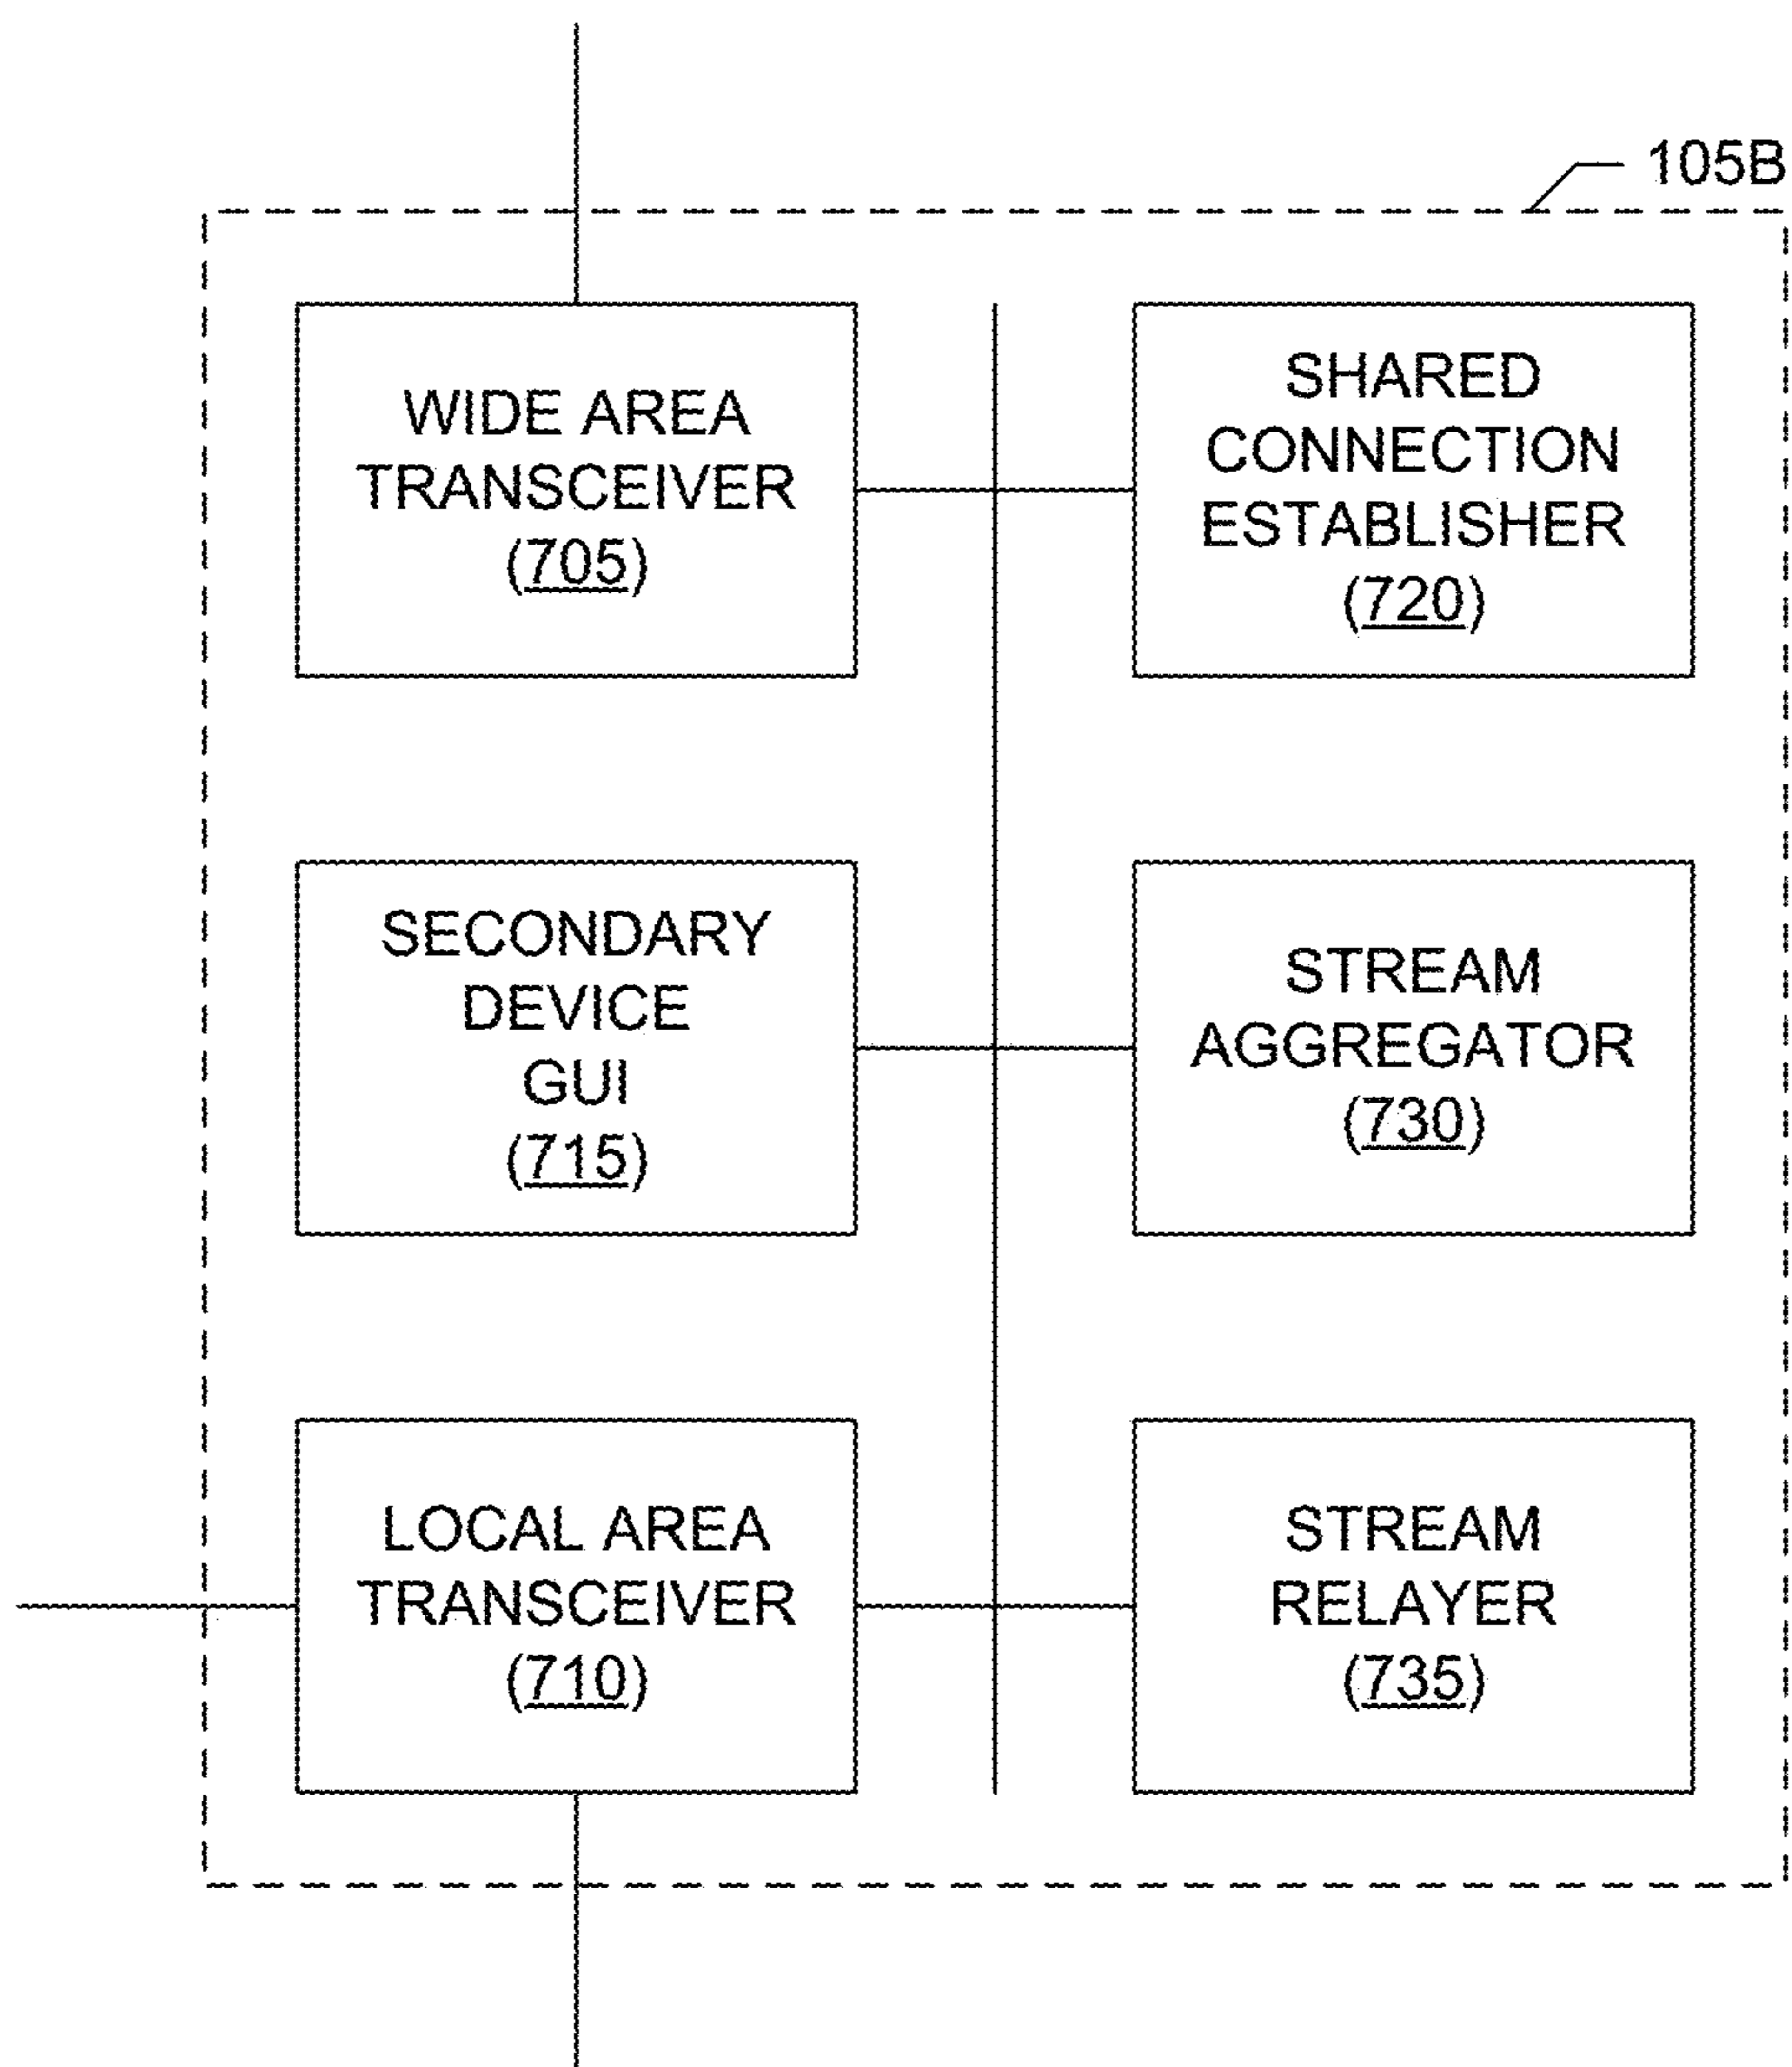 105B
WIDE AREA
TRANSCEIVER
(705)
SHARED
CONNECTION
ESTABLISHER
(720)
SECONDARY
DEVICE
GUI
(715)
STREAM
AGGREGATOR
(730)
LOCAL AREA
TRANSCEIVER
(710)
STREAM
RELAYER
(735)